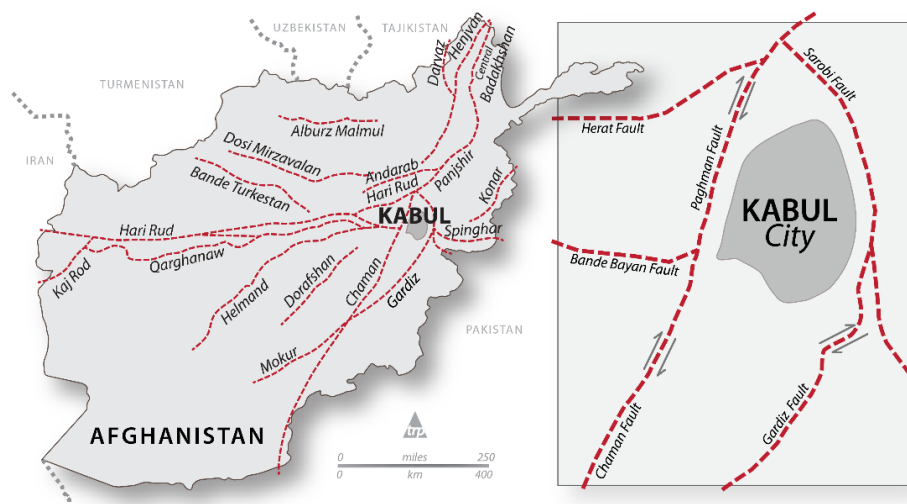 UZBEKISTAN
TAJIKISTAN
TURMENISTAN
IRAN
PAKISTAN
Darvaz
Henjvan
Central
Badakhshan
Alburz Malmul
Dosi Mirzavalan
Bande Turkestan
Andarab
Hari Rud
Panjshir
Konar
KABUL
Spinghar
Hari Rud
Qarghanaw
Kaj Rod
Helmand
Dorafshan
Chaman
Gardiz
Mokur
AFGHANISTAN
0 miles 250
0 km 400
Sarobi Fault
Herat Fault
Paghman Fault
KABUL
City
Bande Bayan Fault
Chaman Fault
Gardiz Fault